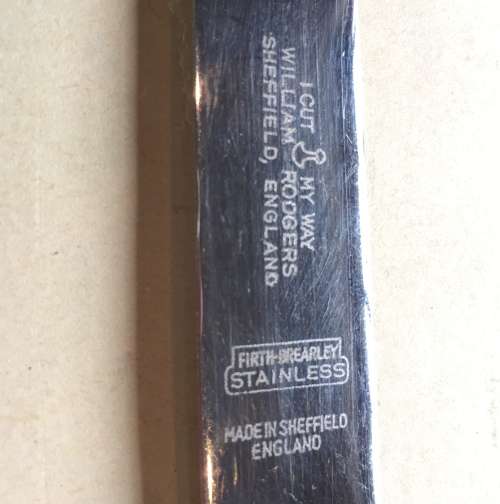 I CUT MY WAY
WILLIAM RODGERS
SHEFFIELD, ENGLAND
FIRTH-BREARLEY
STAINLESS
MADE IN SHEFFIELD
ENGLAND